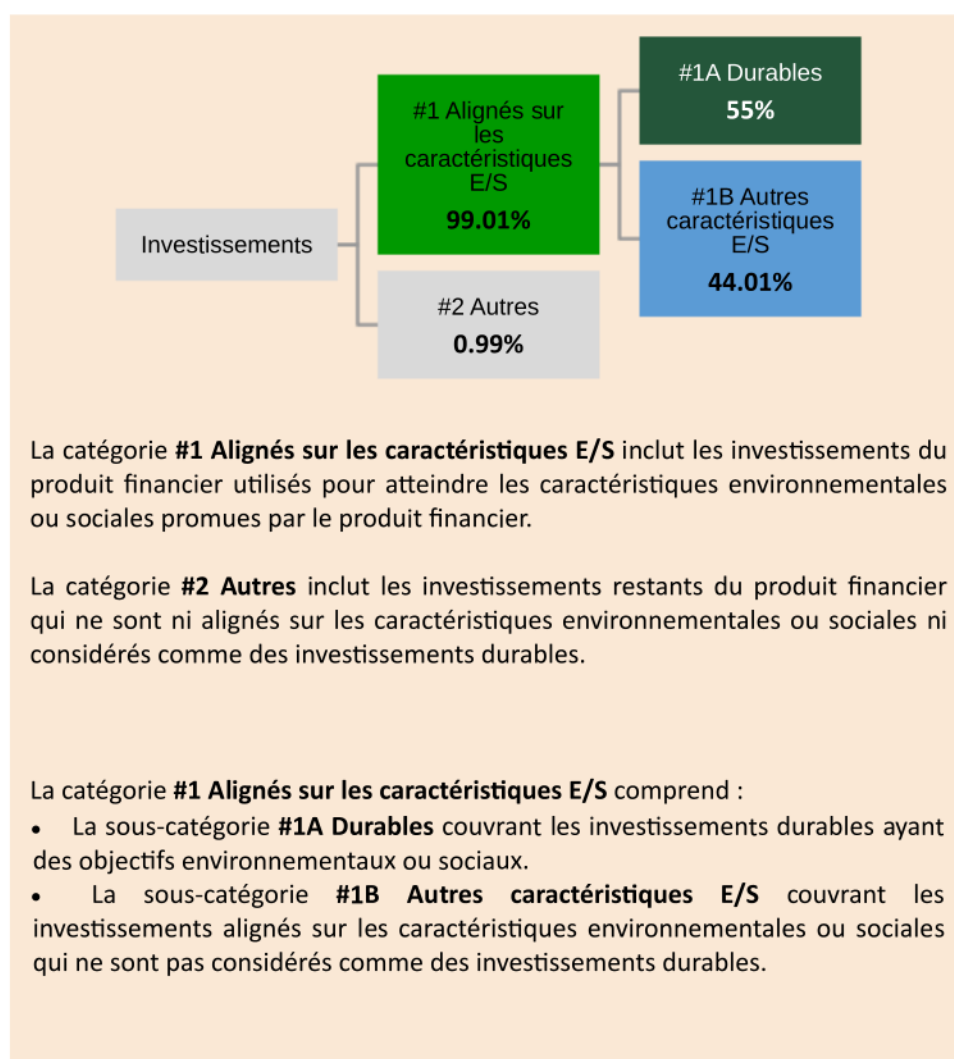 #1A Durables
55%
#1 Alignés sur
les
caractéristiques
E/S
99.01%
#1B Autres
caractéristiques
E/S
44.01%
Investissements
#2 Autres
0.99%
La catégorie #1 Alignés sur les caractéristiques E/S inclut les investissements du
produit financier utilisés pour atteindre les caractéristiques environnementales
ou sociales promues par le produit financier.
La catégorie #2 Autres inclut les investissements restants du produit financier
qui ne sont ni alignés sur les caractéristiques environnementales ou sociales ni
considérés comme des investissements durables.
La catégorie #1 Alignés sur les caractéristiques E/S comprend :
• La sous-catégorie #1A Durables couvrant les investissements durables ayant
des objectifs environnementaux ou sociaux.
• La sous-catégorie #1B Autres caractéristiques E/S couvrant les
investissements alignés sur les caractéristiques environnementales ou sociales
qui ne sont pas considérés comme des investissements durables.